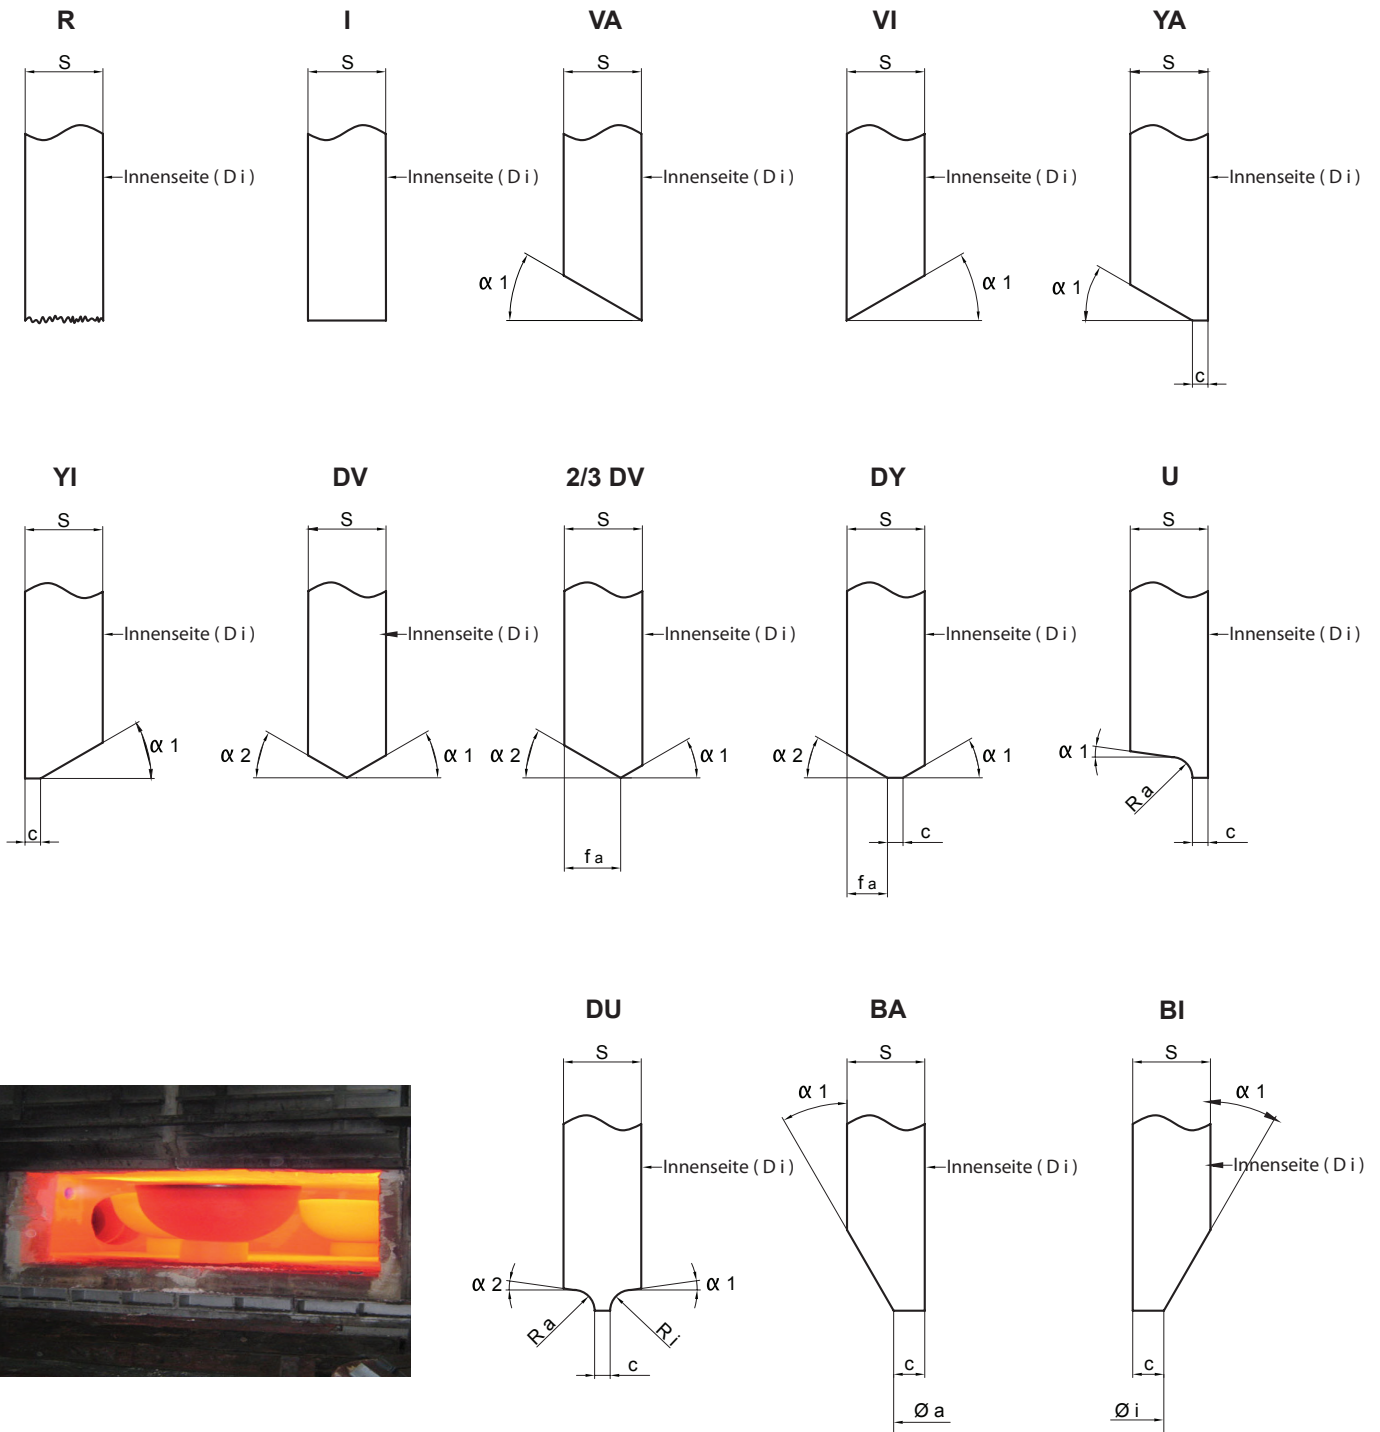 R I VA VI YA
S S S S S
Innenseite ( D i ) Innenseite ( D i ) Innenseite ( D i ) Innenseite ( D i ) Innenseite ( D i )
α 1 α 1 α 1
c
YI DV 2/3 DV DY U
S S S S S
Innenseite ( D i ) Innenseite ( D i ) Innenseite ( D i ) Innenseite ( D i ) Innenseite ( D i )
α 1 α 2 α 1 α 2 α 1 α 2 α 1 α 1
R a
c c c
f a
f a
DU BA BI
S S S
α 1 α 1
Innenseite ( D i ) Innenseite ( D i ) Innenseite ( D i )
α 2 α 1
R a R i
c c c
Ø a Ø i